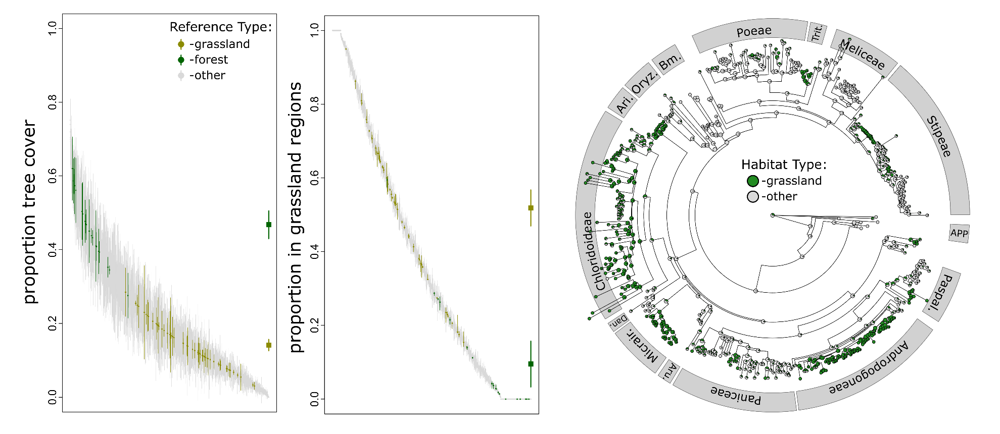 proportion tree cover
1.0
0.8
0.6
0.4
0.2
0.0
Reference Type:
-grassland
-forest
-other
proportion in grassland regions
1.0
0.8
0.6
0.4
0.2
0.0
Habitat Type:
-grassland
-other
Poeae
Trit.
Meliceae
Stipeae
APP
Paspal.
Andropogoneae
Paniceae
Aru.
Micrair.
Dan.
Chloridoideae
Ari.
Oryz.
Bm.